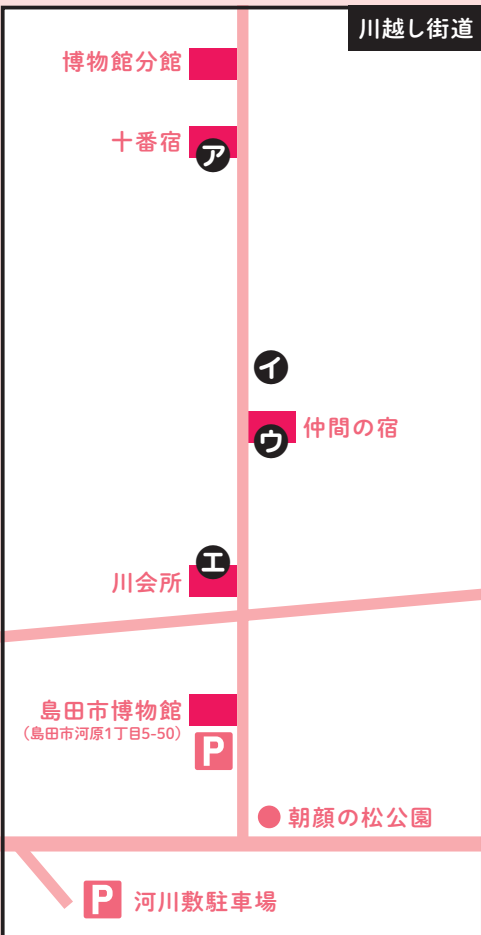 川越し街道
博物館分館
十番宿
ア
イ
ウ
仲間の宿
エ
川会所
島田市博物館
（島田市河原1丁目5-50）
P
朝顔の松公園
P
河川敷駐車場